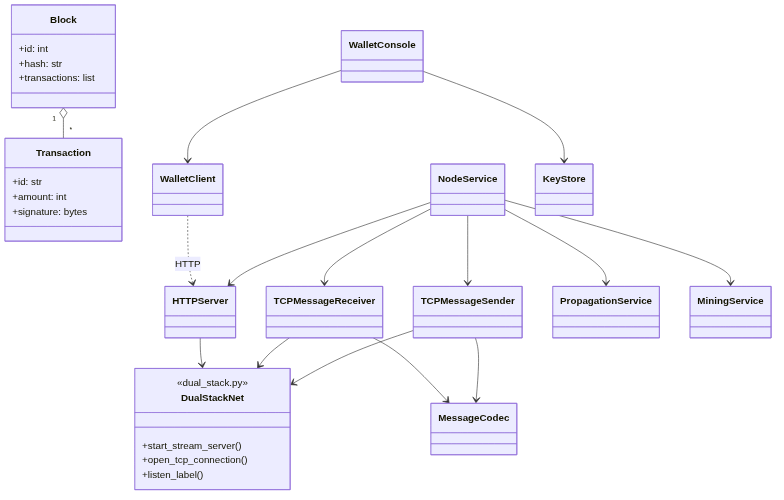 Block
+id: int
+hash: str
+transactions: list
1
*
Transaction
+id: str
+amount: int
+signature: bytes
WalletConsole
WalletClient
NodeService
KeyStore
HTTP
HTTPServer
TCPMessageReceiver
TCPMessageSender
PropagationService
MiningService
«dual_stack.py»
DualStackNet
+start_stream_server()
+open_tcp_connection()
+listen_label()
MessageCodec